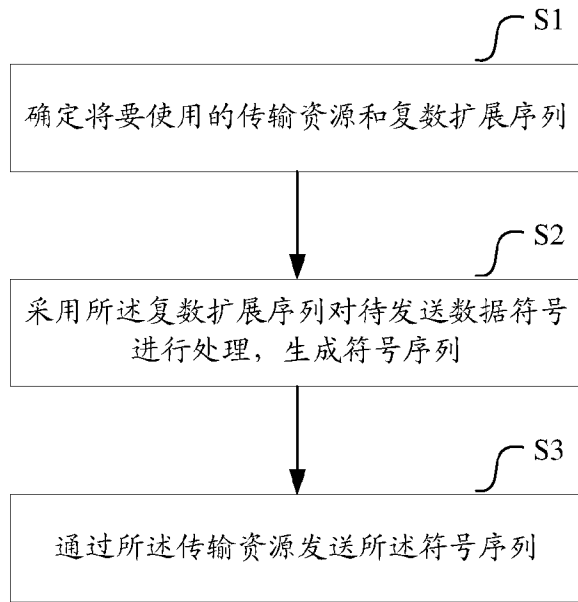 S1
确定将要使用的传输资源和复数扩展序列
S2
采用所述复数扩展序列对待发送数据符号
进行处理，生成符号序列
S3
通过所述传输资源发送所述符号序列